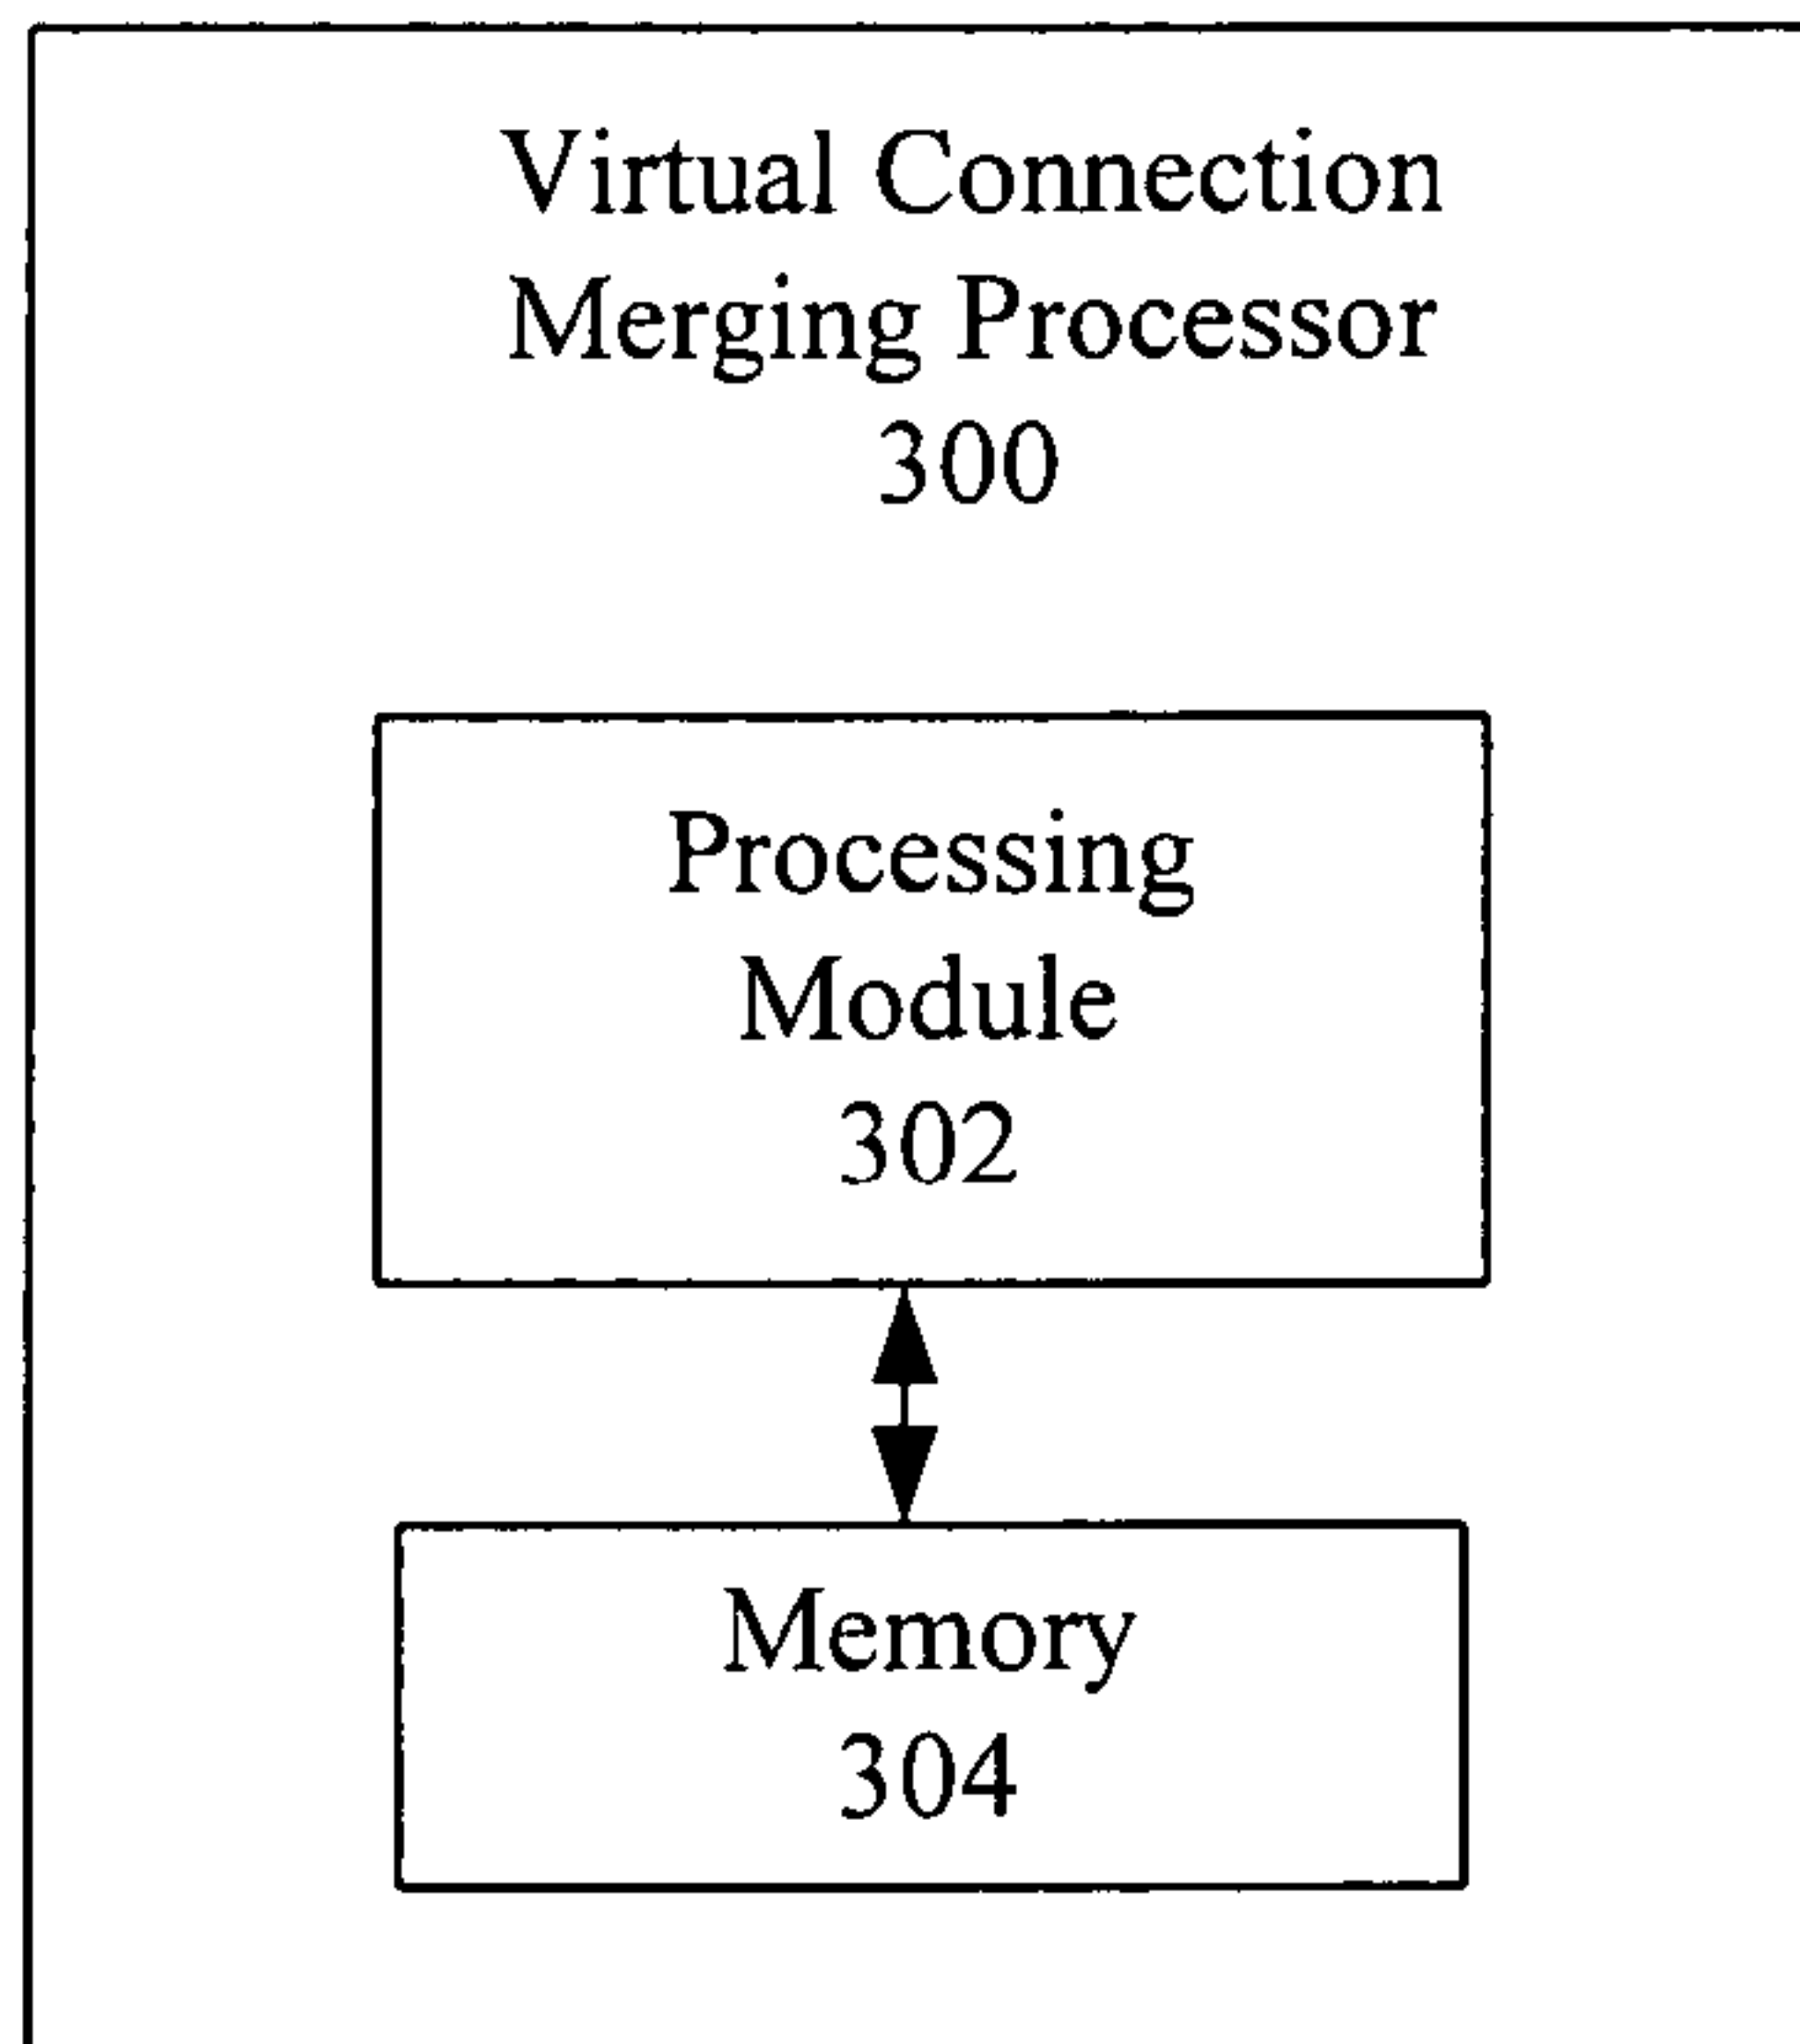 Virtual Connection
Merging Processor
300
Processing
Module
302
Memory
304